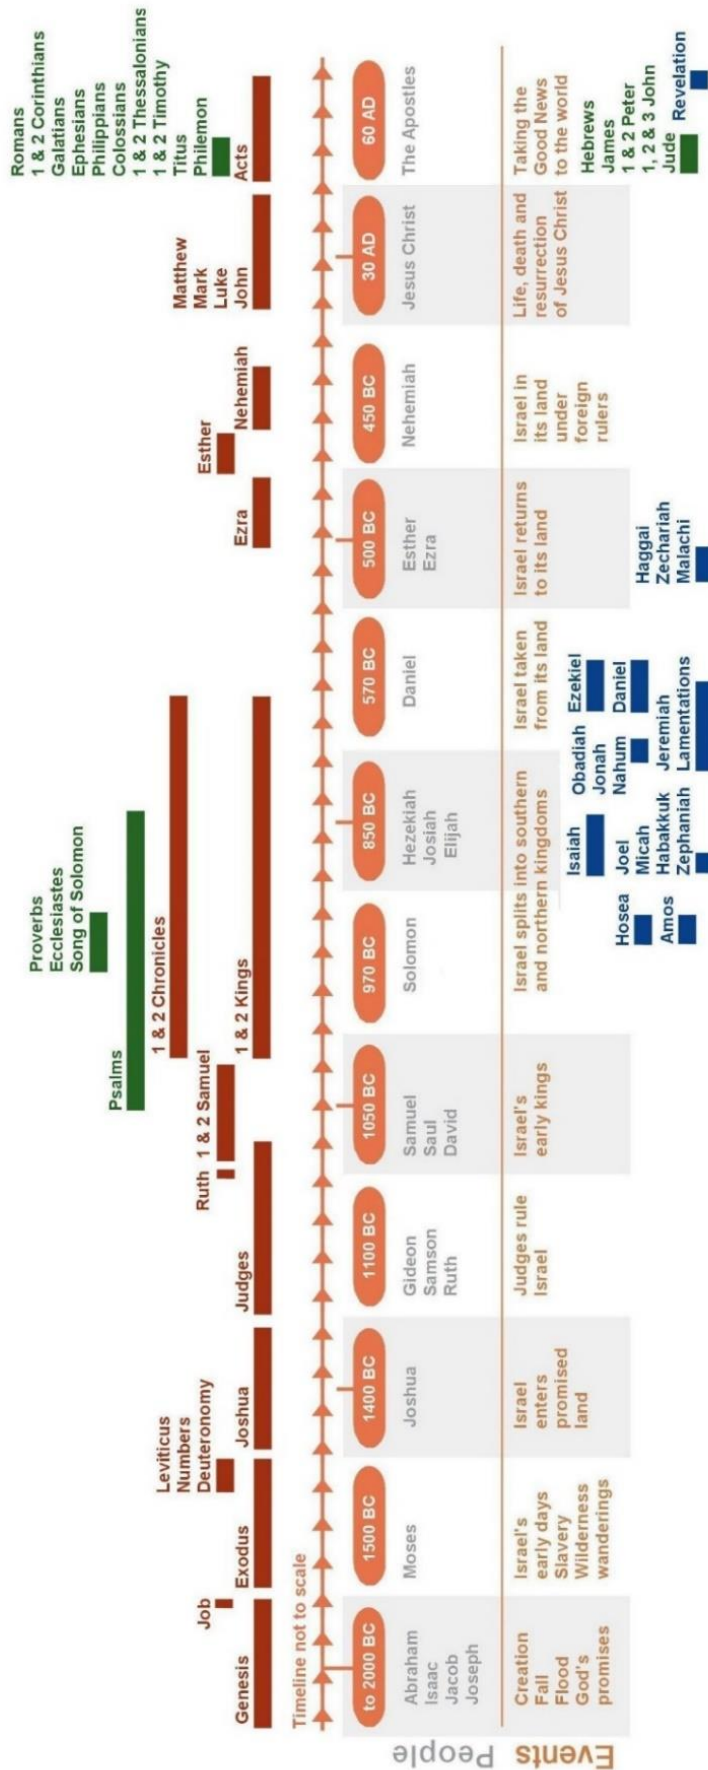 Genesis
Job
Exodus
Leviticus
Numbers
Deuteronomy
Joshua
Judges
Ruth
1 & 2 Samuel
Psalms
1 & 2 Chronicles
1 & 2 Kings
Proverbs
Ecclesiastes
Song of Solomon
Ezra
Esther
Nehemiah
Matthew
Mark
Luke
John
Romans
1 & 2 Corinthians
Galatians
Ephesians
Philippians
Colossians
1 & 2 Thessalonians
1 & 2 Timothy
Titus
Philemon
Acts
Timeline not to scale
to 2000 BC
1500 BC
1400 BC
1100 BC
1050 BC
970 BC
850 BC
570 BC
500 BC
450 BC
30 AD
60 AD
People
Abraham
Isaac
Jacob
Joseph
Moses
Joshua
Gideon
Samson
Ruth
Samuel
Saul
David
Solomon
Hezekiah
Josiah
Elijah
Daniel
Esther
Ezra
Nehemiah
Jesus Christ
The Apostles
Events
Creation
Fall
Flood
God's
promises
Israel's
early days
Slavery
Wilderness
wanderings
Israel
enters
promised
land
Judges rule
Israel
Israel's
early kings
Israel splits into southern
and northern kingdoms
Israel taken
from its land
Israel returns
to its land
Israel in
its land
under
foreign
rulers
Life, death and
resurrection
of Jesus Christ
Taking the
Good News
to the world
Hosea
Amos
Isaiah
Joel
Micah
Habakkuk
Zephaniah
Obadiah
Jonah
Nahum
Ezekiel
Daniel
Jeremiah
Lamentations
Haggai
Zechariah
Malachi
Hebrews
James
1 & 2 Peter
1, 2 & 3 John
Jude
Revelation